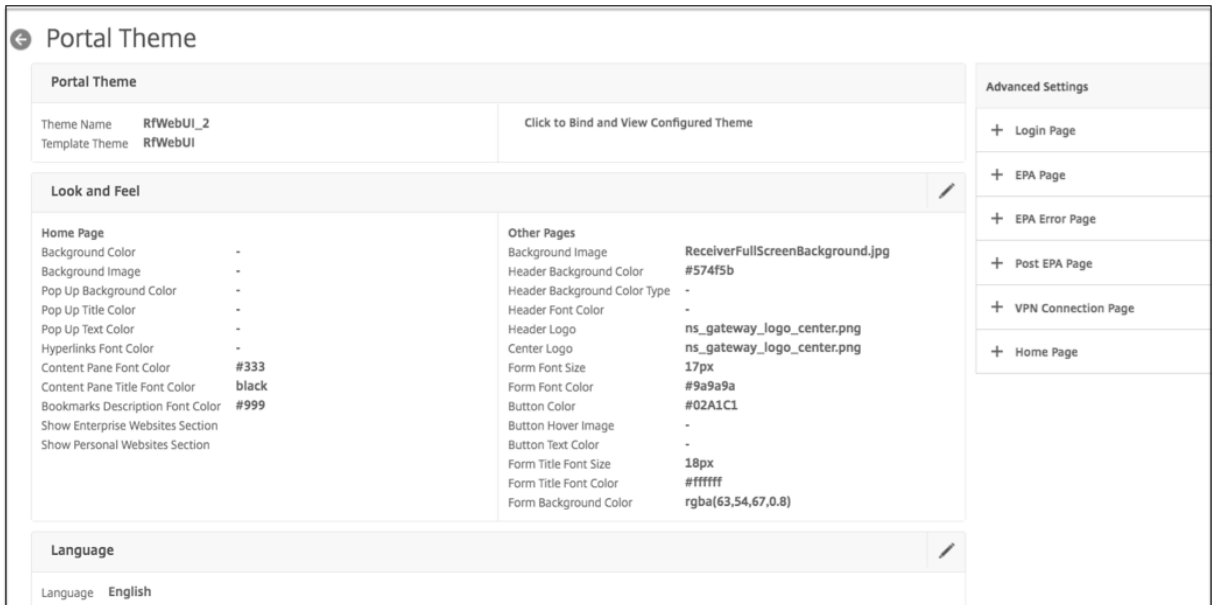 Portal Theme
Portal Theme
Theme Name RfWebUI_2
Template Theme RfWebUI
Click to Bind and View Configured Theme
Look and Feel
Home Page
Background Color -
Background Image -
Pop Up Background Color -
Pop Up Title Color -
Pop Up Text Color -
Hyperlinks Font Color -
Content Pane Font Color #333
Content Pane Title Font Color black
Bookmarks Description Font Color #999
Show Enterprise Websites Section
Show Personal Websites Section
Other Pages
Background Image ReceiverFullScreenBackground.jpg
Header Background Color #574f5b
Header Background Color Type -
Header Font Color -
Header Logo ns_gateway_logo_center.png
Center Logo ns_gateway_logo_center.png
Form Font Size 17px
Form Font Color #9a9a9a
Button Color #02A1C1
Button Hover Image -
Button Text Color -
Form Title Font Size 18px
Form Title Font Color #ffffff
Form Background Color rgba(63,54,67,0.8)
Language
Language English
Advanced Settings
+ Login Page
+ EPA Page
+ EPA Error Page
+ Post EPA Page
+ VPN Connection Page
+ Home Page